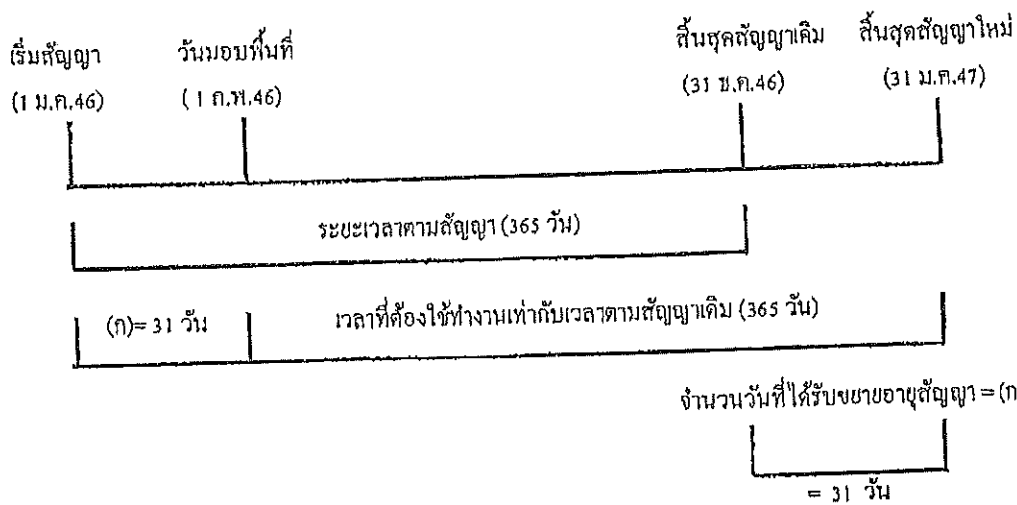 เริ่มสัญญา วันมอบพื้นที่ สิ้นสุดสัญญาเดิม สิ้นสุดสัญญาใหม่
(1 ม.ค.46) (1 ก.พ.46) (31 ธ.ค.46) (31 ม.ค.47)
ระยะเวลาตามสัญญา (365 วัน)
(ก)= 31 วัน เวลาที่ต้องใช้ทำงานเท่ากับเวลาตามสัญญาเดิม (365 วัน)
จำนวนวันที่ได้รับขยายอายุสัญญา = (ก
= 31 วัน